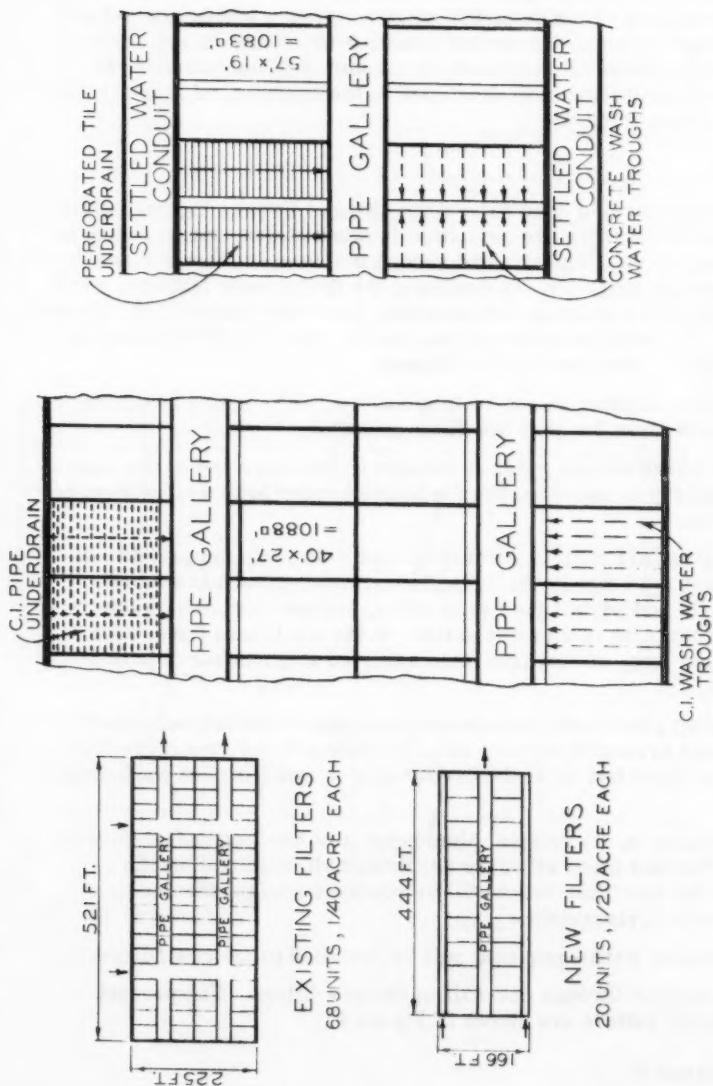 521 FT.
225 FT.
PIPE GALLERY
PIPE GALLERY
EXISTING FILTERS
68 UNITS, 1/40 ACRE EACH
444 FT.
166 FT.
PIPE GALLERY
NEW FILTERS
20 UNITS, 1/20 ACRE EACH
C.I. PIPE
UNDERDRAIN
PIPE GALLERY
40' x 27'
= 1088 □
PIPE GALLERY
C.I. WASH WATER
TROUGHS
PERFORATED TILE
UNDERDRAIN
SETTLED WATER
CONDUIT
57' x 19
= 1083 □
PIPE GALLERY
SETTLED WATER
CONDUIT
CONCRETE WASH
WATER TROUGHS